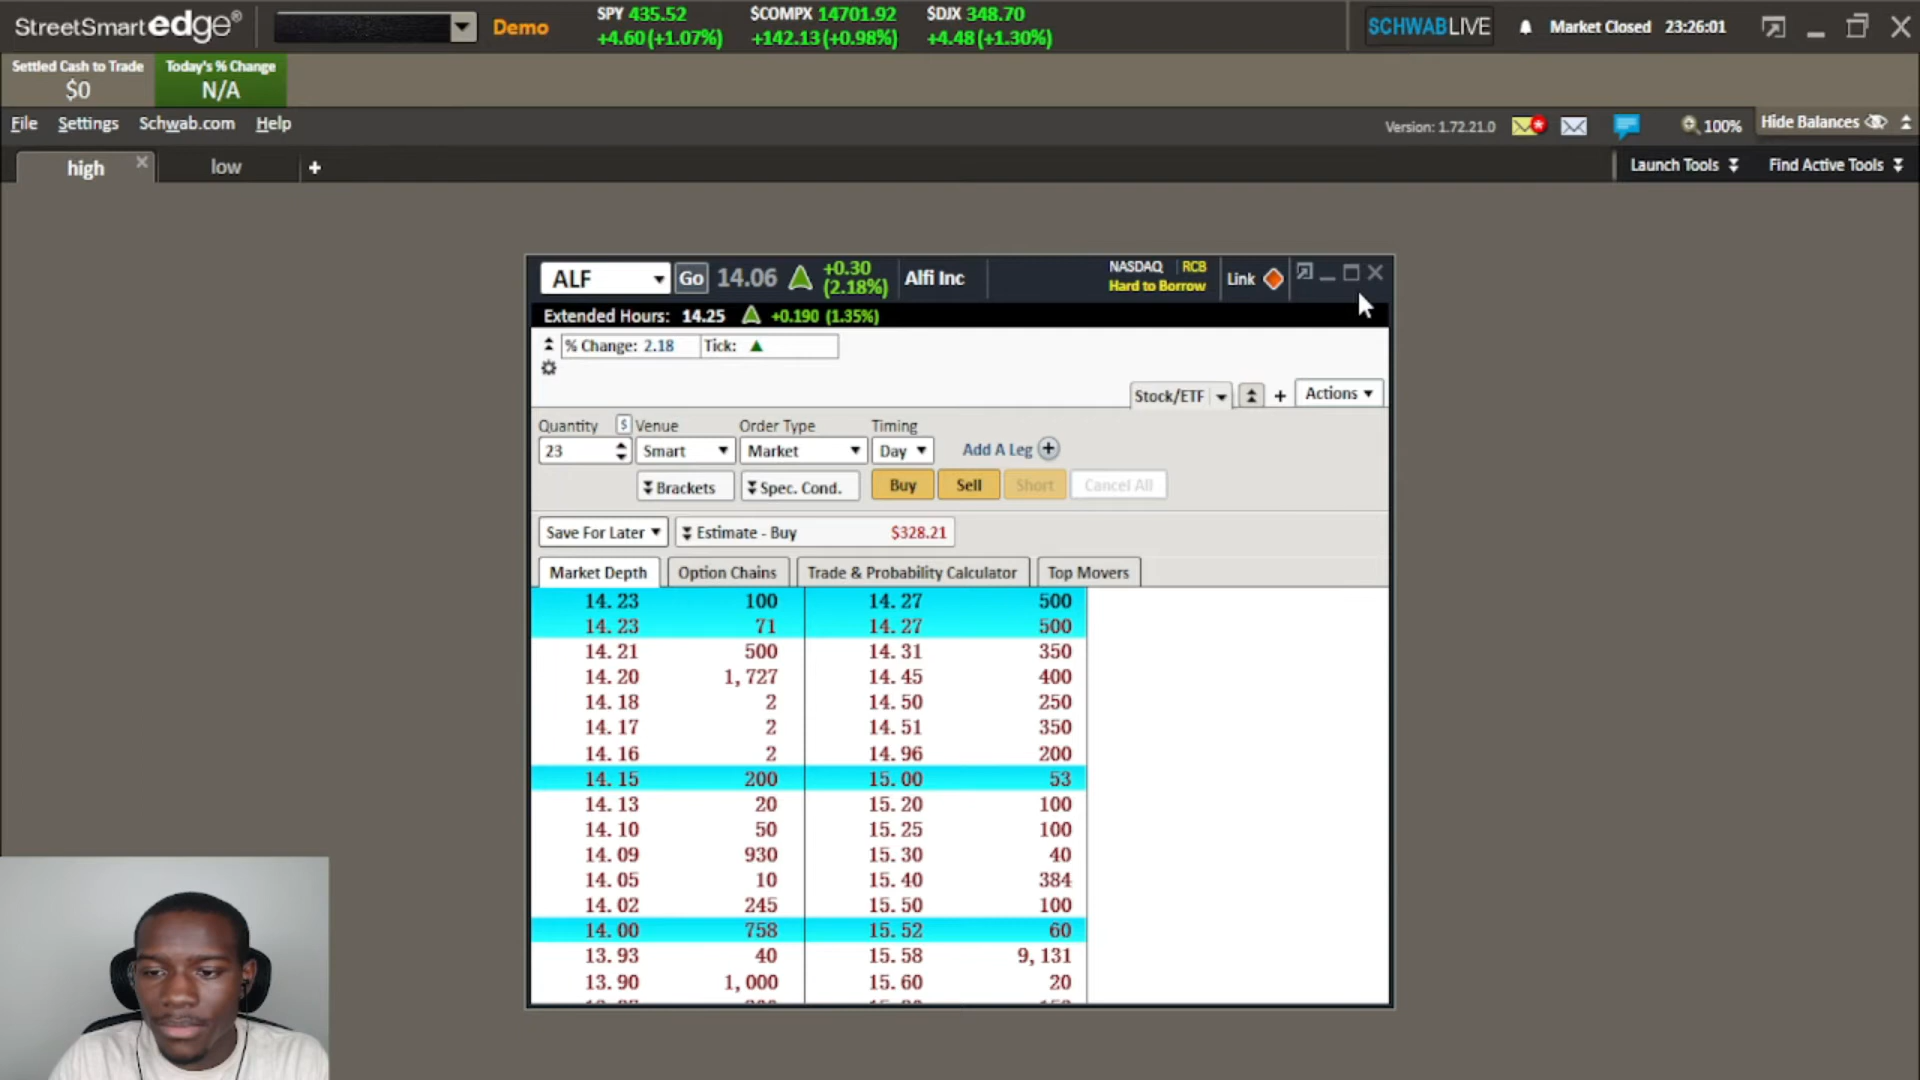 StreetSmart edge®
Demo
SPY 435.52
+4.60 (+1.07%)
$COMPX 14701.92
+142.13 (+0.98%)
$DJX 348.70
+4.48 (+1.30%)
SCHWABLIVE
Market Closed 23:26:01
Settled Cash to Trade
$0
Today's % Change
N/A
File Settings Schwab.com Help
Version: 1.72.21.0
100%
Hide Balances
high
low
+
Launch Tools
Find Active Tools
ALF
Go
14.06
+0.30
(2.18%)
Alfi Inc
NASDAQ RCB
Hard to Borrow
Link
Extended Hours: 14.25 +0.190 (1.35%)
% Change: 2.18 Tick:
Stock/ETF
+
Actions
Quantity $ Venue Order Type Timing
23 Smart Market Day Add A Leg
Brackets Spec. Cond. Buy Sell Short Cancel All
Save For Later Estimate - Buy $328.21
Market Depth Option Chains Trade & Probability Calculator Top Movers
14.23 100 14.27 500
14.23 71 14.27 500
14.21 500 14.31 350
14.20 1,727 14.45 400
14.18 2 14.50 250
14.17 2 14.51 350
14.16 2 14.96 200
14.15 200 15.00 53
14.13 20 15.20 100
14.10 50 15.25 100
14.09 930 15.30 40
14.05 10 15.40 384
14.02 245 15.50 100
14.00 758 15.52 60
13.93 40 15.58 9,131
13.90 1,000 15.60 20